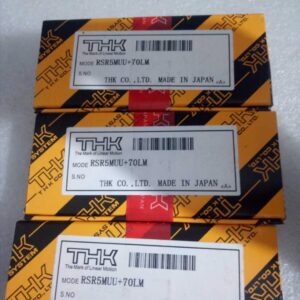 THK
The Mark of Linear Motion
MODE RSR5MUU+70LM
S.NO
THK CO.,LTD. MADE IN JAPAN
THK
The Mark of Linear Motion
MODE RSR5MUU+70LM
S.NO
THK CO.,LTD. MADE IN JAPAN
THK
The Mark of Linear Motion
MODE RSR5MUU+70LM
S.NO